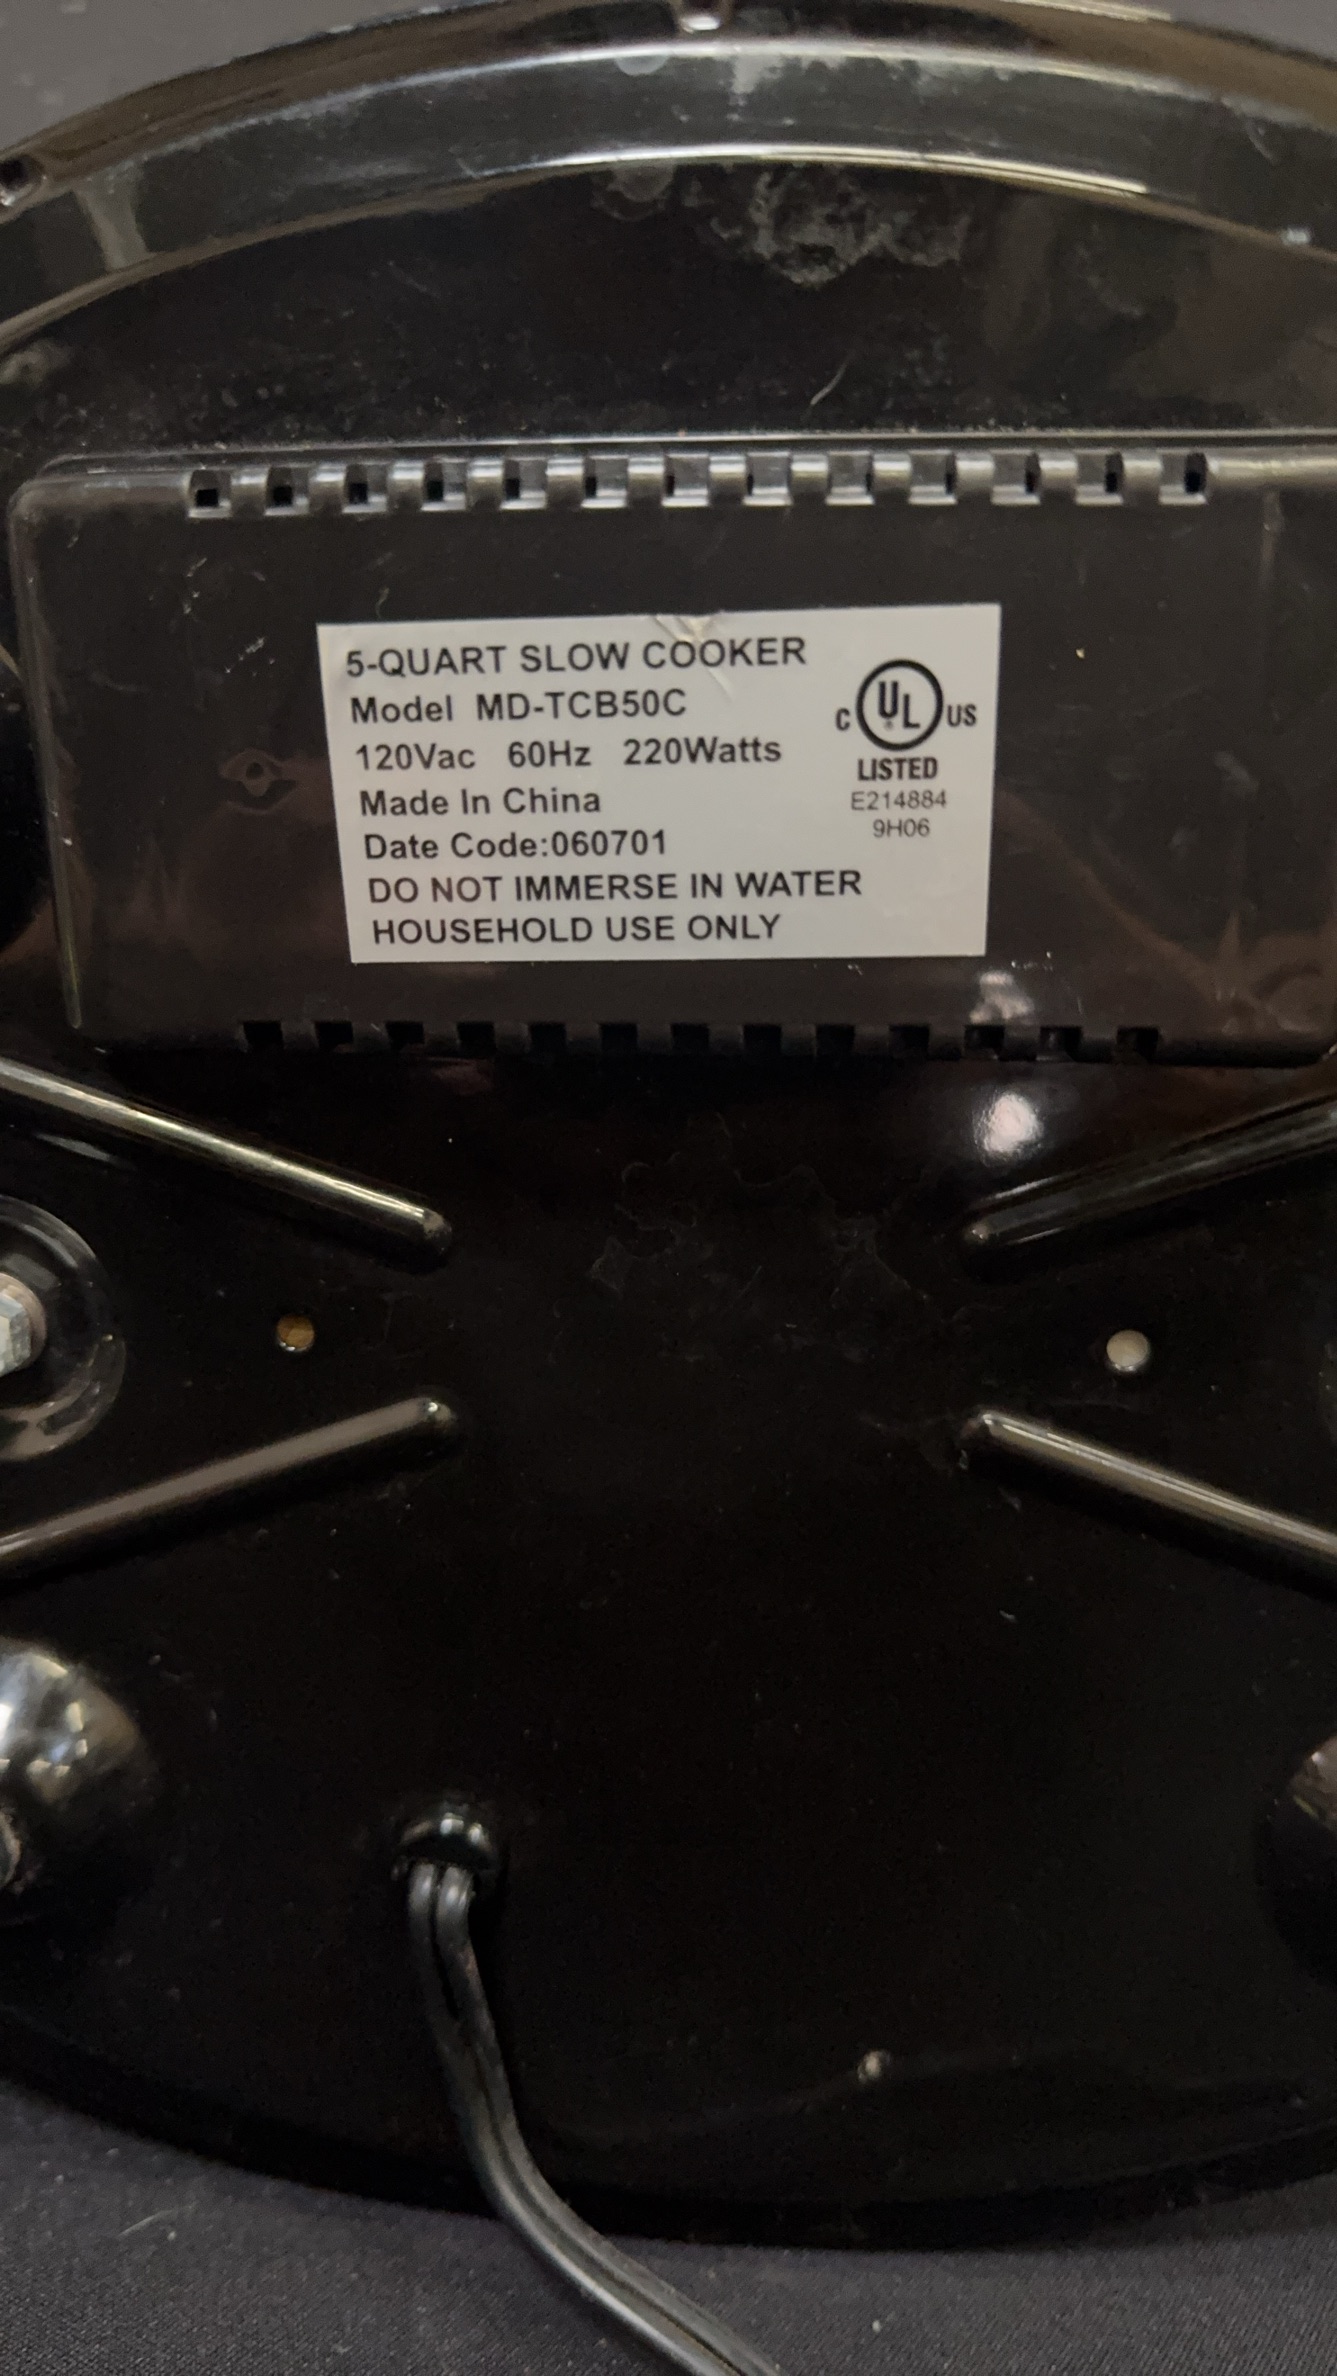 5-QUART SLOW COOKER
Model MD-TCB50C
120Vac 60Hz 220Watts
Made In China
Date Code:060701
DO NOT IMMERSE IN WATER
HOUSEHOLD USE ONLY
C UL US
LISTED
E214884
9H06